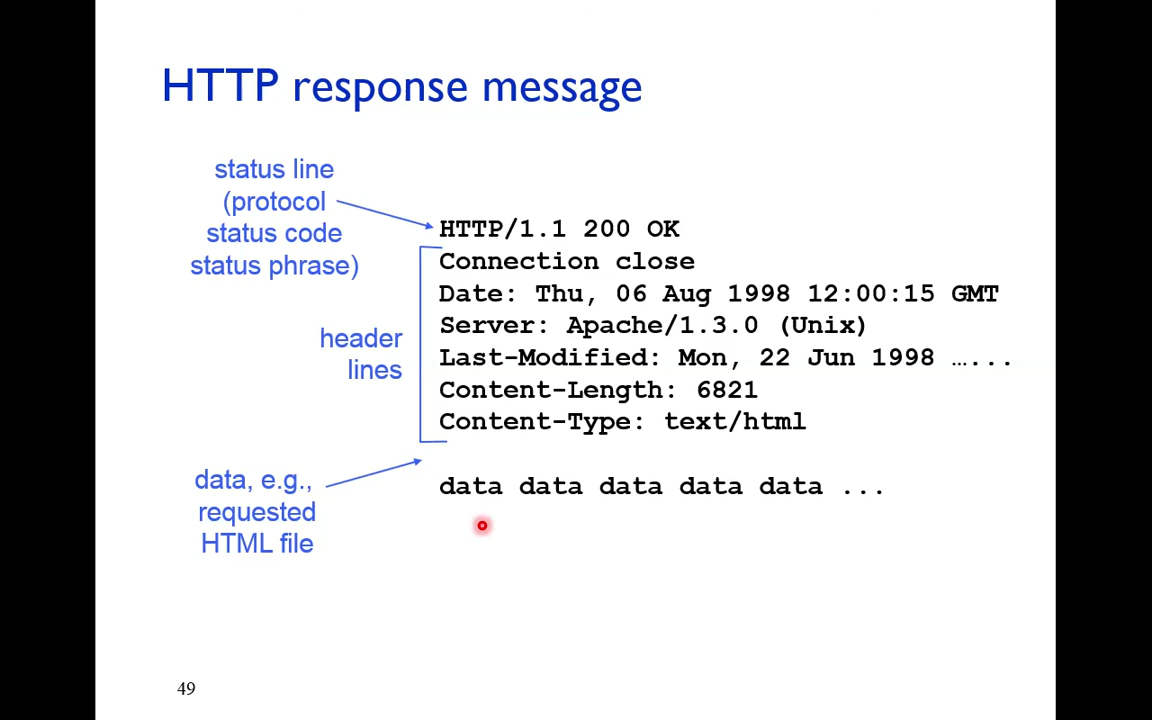 HTTP response message
status line
(protocol
status code
status phrase)
HTTP/1.1 200 OK
Connection close
Date: Thu, 06 Aug 1998 12:00:15 GMT
Server: Apache/1.3.0 (Unix)
Last-Modified: Mon, 22 Jun 1998 …...
Content-Length: 6821
Content-Type: text/html
header
lines
data, e.g.,
requested
HTML file
data data data data data ...
49